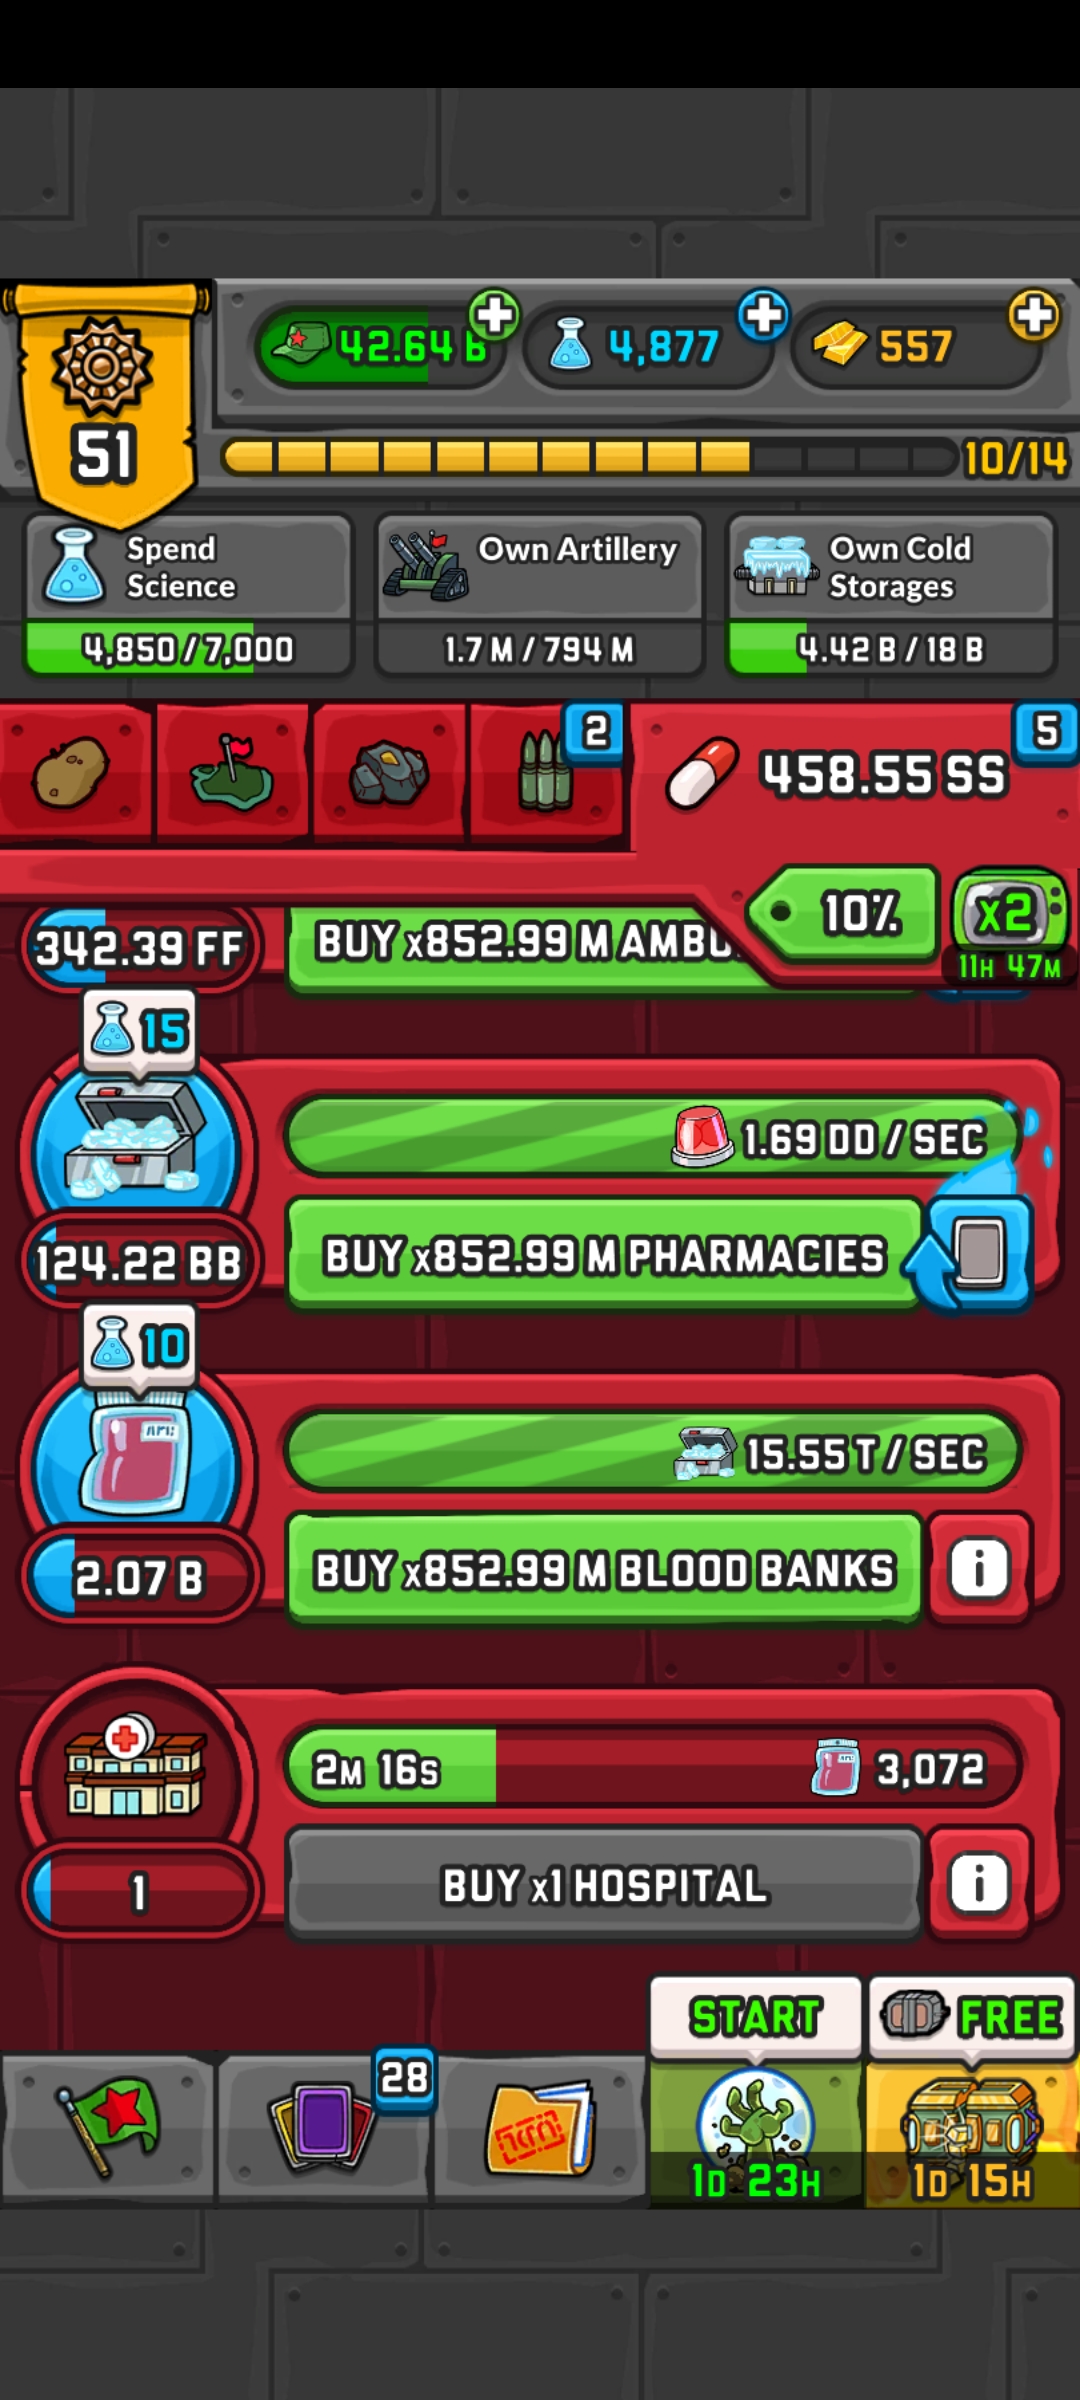 42.64 B
4,877
557
51
10/14
Spend
Science
4,850/7,000
Own Artillery
1.7 M / 794 M
Own Cold
Storages
4.42 B / 18 B
2
458.55 SS
5
10%
x2
11H 47M
342.39 FF
BUY x852.99 M AMBU
15
1.69 DD / SEC
124.22 BB
BUY x852.99 M PHARMACIES
10
15.55 T / SEC
2.07 B
BUY x852.99 M BLOOD BANKS
i
2M 16S
3,072
1
BUY x1 HOSPITAL
i
START
FREE
28
1D 23H
1D 15H